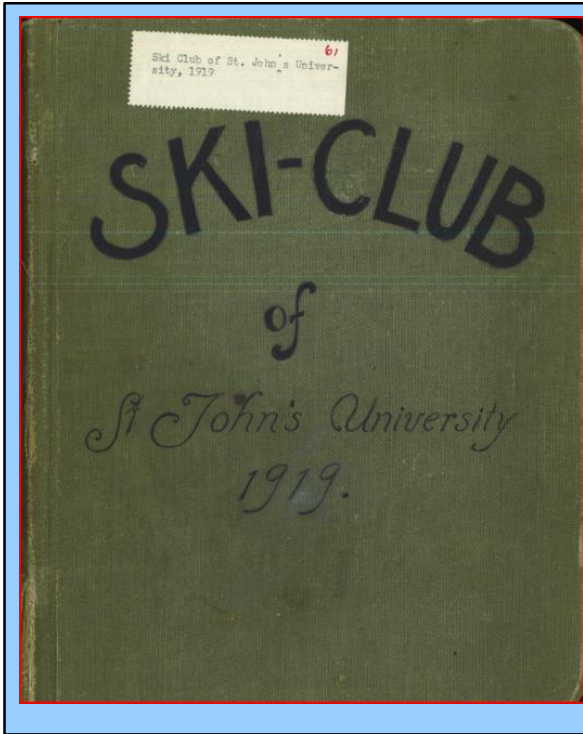 61
Ski Club of St. John's Univer-
sity, 1919
SKI-CLUB
of
St John's University
1919.